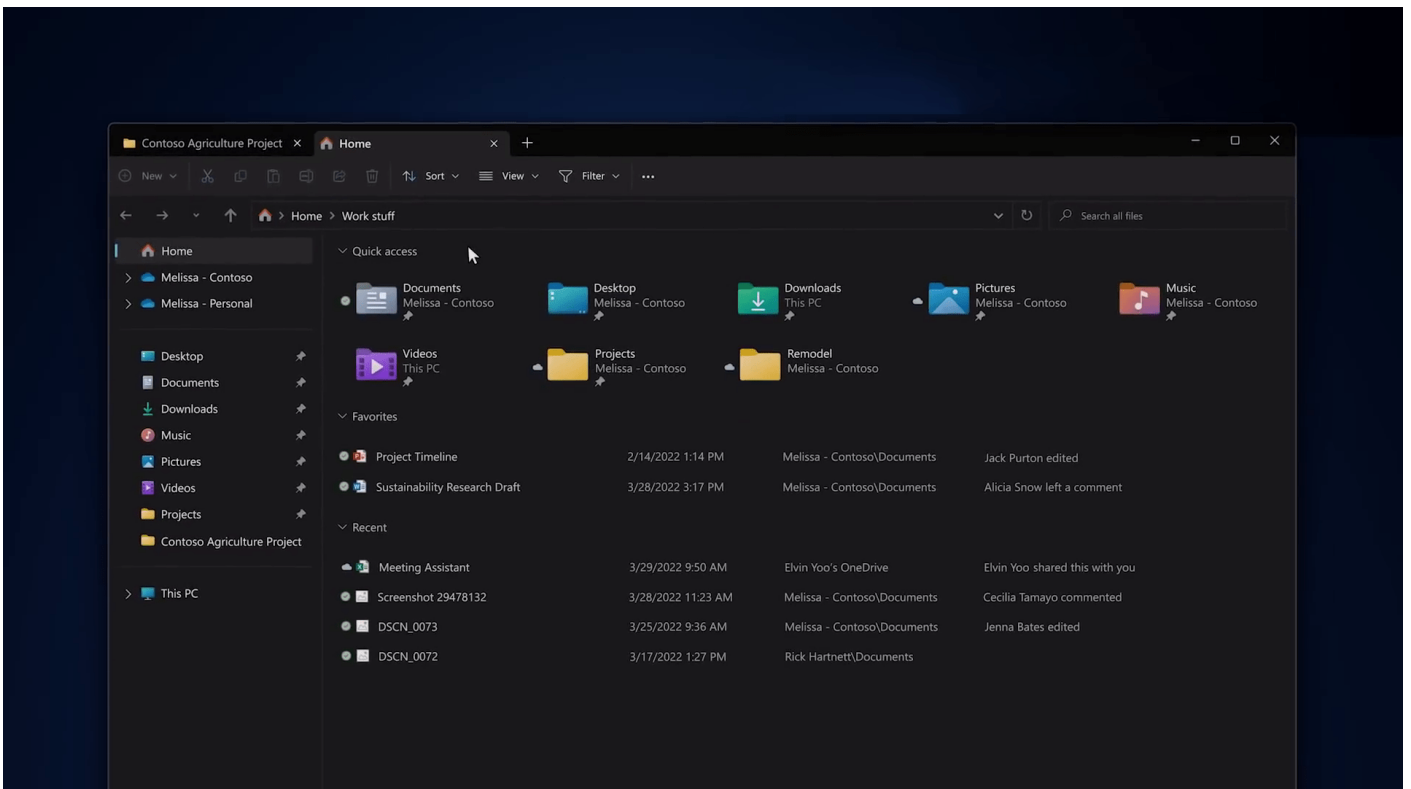 Contoso Agriculture Project
Home
New
Sort
View
Filter
Home > Work stuff
Search all files
Home
Melissa - Contoso
Melissa - Personal
Desktop
Documents
Downloads
Music
Pictures
Videos
Projects
Contoso Agriculture Project
This PC
Quick access
Documents
Melissa - Contoso
Desktop
Melissa - Contoso
Downloads
This PC
Pictures
Melissa - Contoso
Music
Melissa - Contoso
Videos
This PC
Projects
Melissa - Contoso
Remodel
Melissa - Contoso
Favorites
Project Timeline 2/14/2022 1:14 PM Melissa - Contoso\Documents Jack Purton edited
Sustainability Research Draft 3/28/2022 3:17 PM Melissa - Contoso\Documents Alicia Snow left a comment
Recent
Meeting Assistant 3/29/2022 9:50 AM Elvin Yoo's OneDrive Elvin Yoo shared this with you
Screenshot 29478132 3/28/2022 11:23 AM Melissa - Contoso\Documents Cecilia Tamayo commented
DSCN_0073 3/25/2022 9:36 AM Melissa - Contoso\Documents Jenna Bates edited
DSCN_0072 3/17/2022 1:27 PM Rick Hartnett\Documents